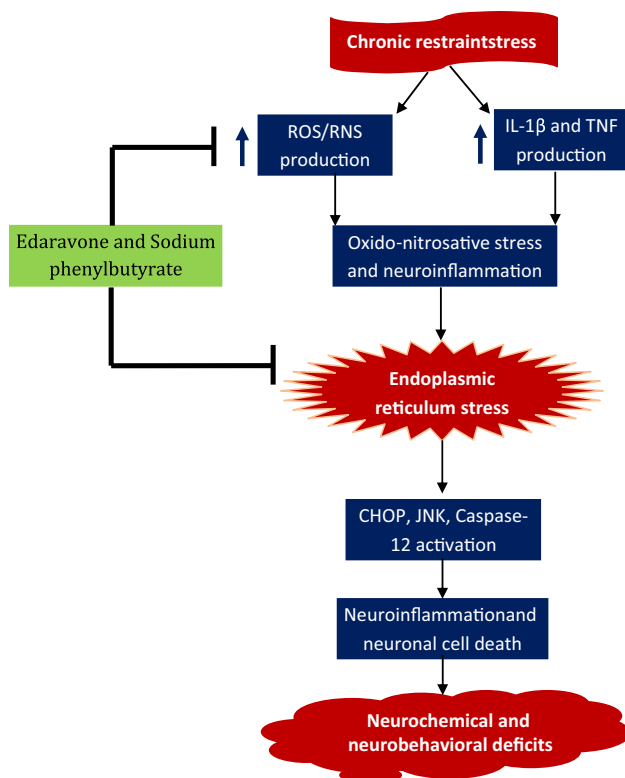 Chronic restraintstress
ROS/RNS
production
IL-1β and TNF
production
Edaravone and Sodium
phenylbutyrate
Oxido-nitrosative stress
and neuroinflammation
Endoplasmic
reticulum stress
CHOP, JNK, Caspase-
12 activation
Neuroinflammationand
neuronal cell death
Neurochemical and
neurobehavioral deficits